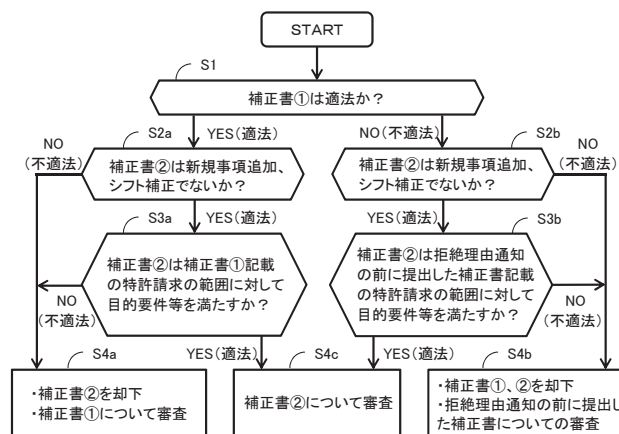 START
S1
補正書①は適法か？
NO
(不適法)
S2a
YES(適法)
NO(不適法)
S2b
NO
(不適法)
補正書②は新規事項追加、
シフト補正でないか？
補正書②は新規事項追加、
シフト補正でないか？
S3a
YES(適法)
YES(適法)
S3b
補正書②は補正書①記載
の特許請求の範囲に対して
目的要件等を満たすか？
補正書②は拒絶理由通知
の前に提出した補正書記載
の特許請求の範囲に対して
目的要件等を満たすか？
NO
(不適法)
NO
(不適法)
S4a
YES(適法)
S4c
YES(適法)
S4b
・補正書②を却下
・補正書①について審査
補正書②について審査
・補正書①、②を却下
・拒絶理由通知の前に提出し
た補正書についての審査